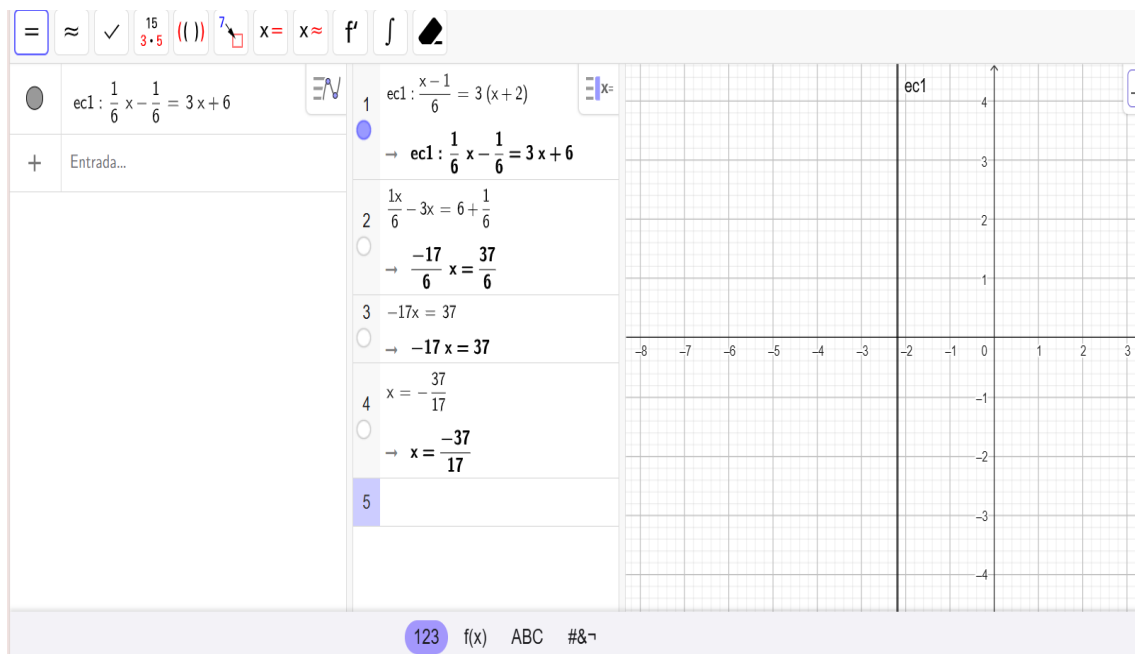 = ≈ ✓ 15 3·5 (( )) 7 x= x≈ f′ ∫
ec1 : 1/6 x − 1/6 = 3 x + 6
+ Entrada...
x=
1 ec1 : (x − 1)/6 = 3 (x + 2)
→ ec1 : 1/6 x − 1/6 = 3 x + 6
2 1x/6 − 3x = 6 + 1/6
→ −17/6 x = 37/6
3 −17x = 37
→ −17 x = 37
4 x = − 37/17
→ x = −37/17
5
ec1
4
3
2
1
−8 −7 −6 −5 −4 −3 −2 −1 0 1 2 3
−1
−2
−3
−4
123 f(x) ABC #&¬